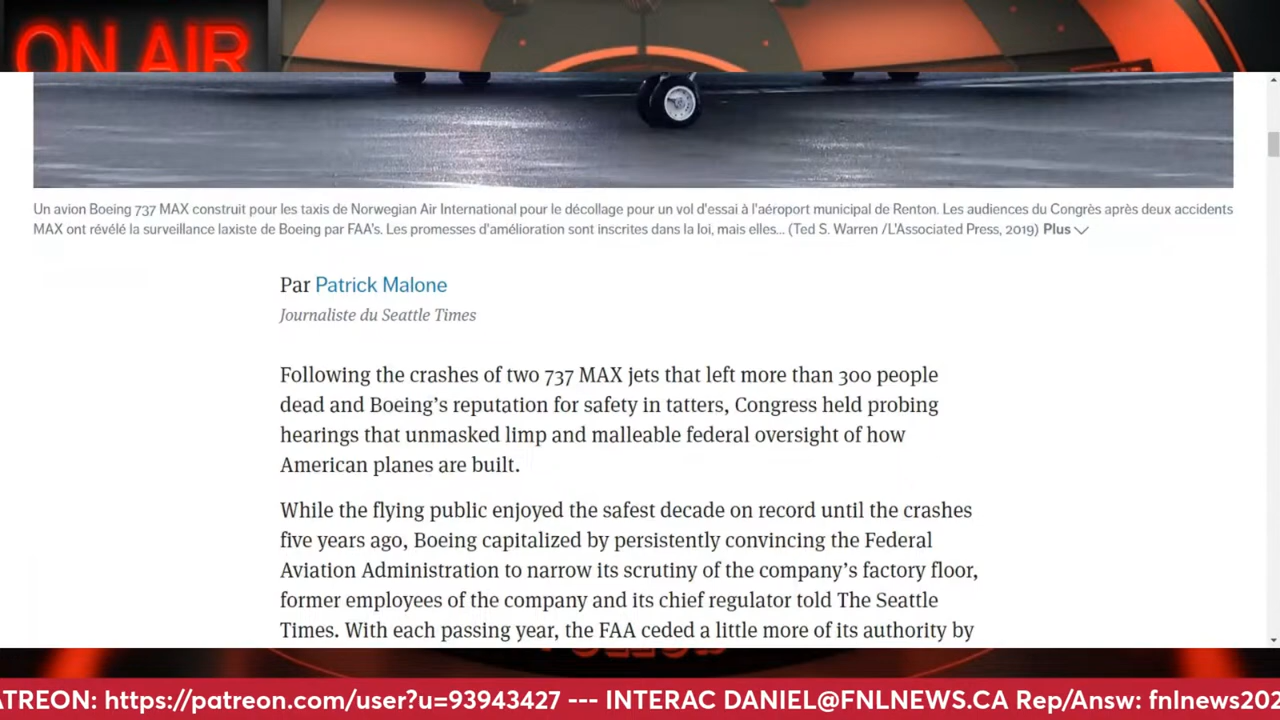 ON AIR
Un avion Boeing 737 MAX construit pour les taxis de Norwegian Air International pour le décollage pour un vol d'essai à l'aéroport municipal de Renton. Les audiences du Congrès après deux accidents
MAX ont révélé la surveillance laxiste de Boeing par FAA's. Les promesses d'amélioration sont inscrites dans la loi, mais elles... (Ted S. Warren /L'Associated Press, 2019) Plus
Par Patrick Malone
Journaliste du Seattle Times
Following the crashes of two 737 MAX jets that left more than 300 people
dead and Boeing’s reputation for safety in tatters, Congress held probing
hearings that unmasked limp and malleable federal oversight of how
American planes are built.
While the flying public enjoyed the safest decade on record until the crashes
five years ago, Boeing capitalized by persistently convincing the Federal
Aviation Administration to narrow its scrutiny of the company’s factory floor,
former employees of the company and its chief regulator told The Seattle
Times. With each passing year, the FAA ceded a little more of its authority by
ATREON: https://patreon.com/user?u=93943427 --- INTERAC DANIEL@FNLNEWS.CA Rep/Answ: fnlnews202